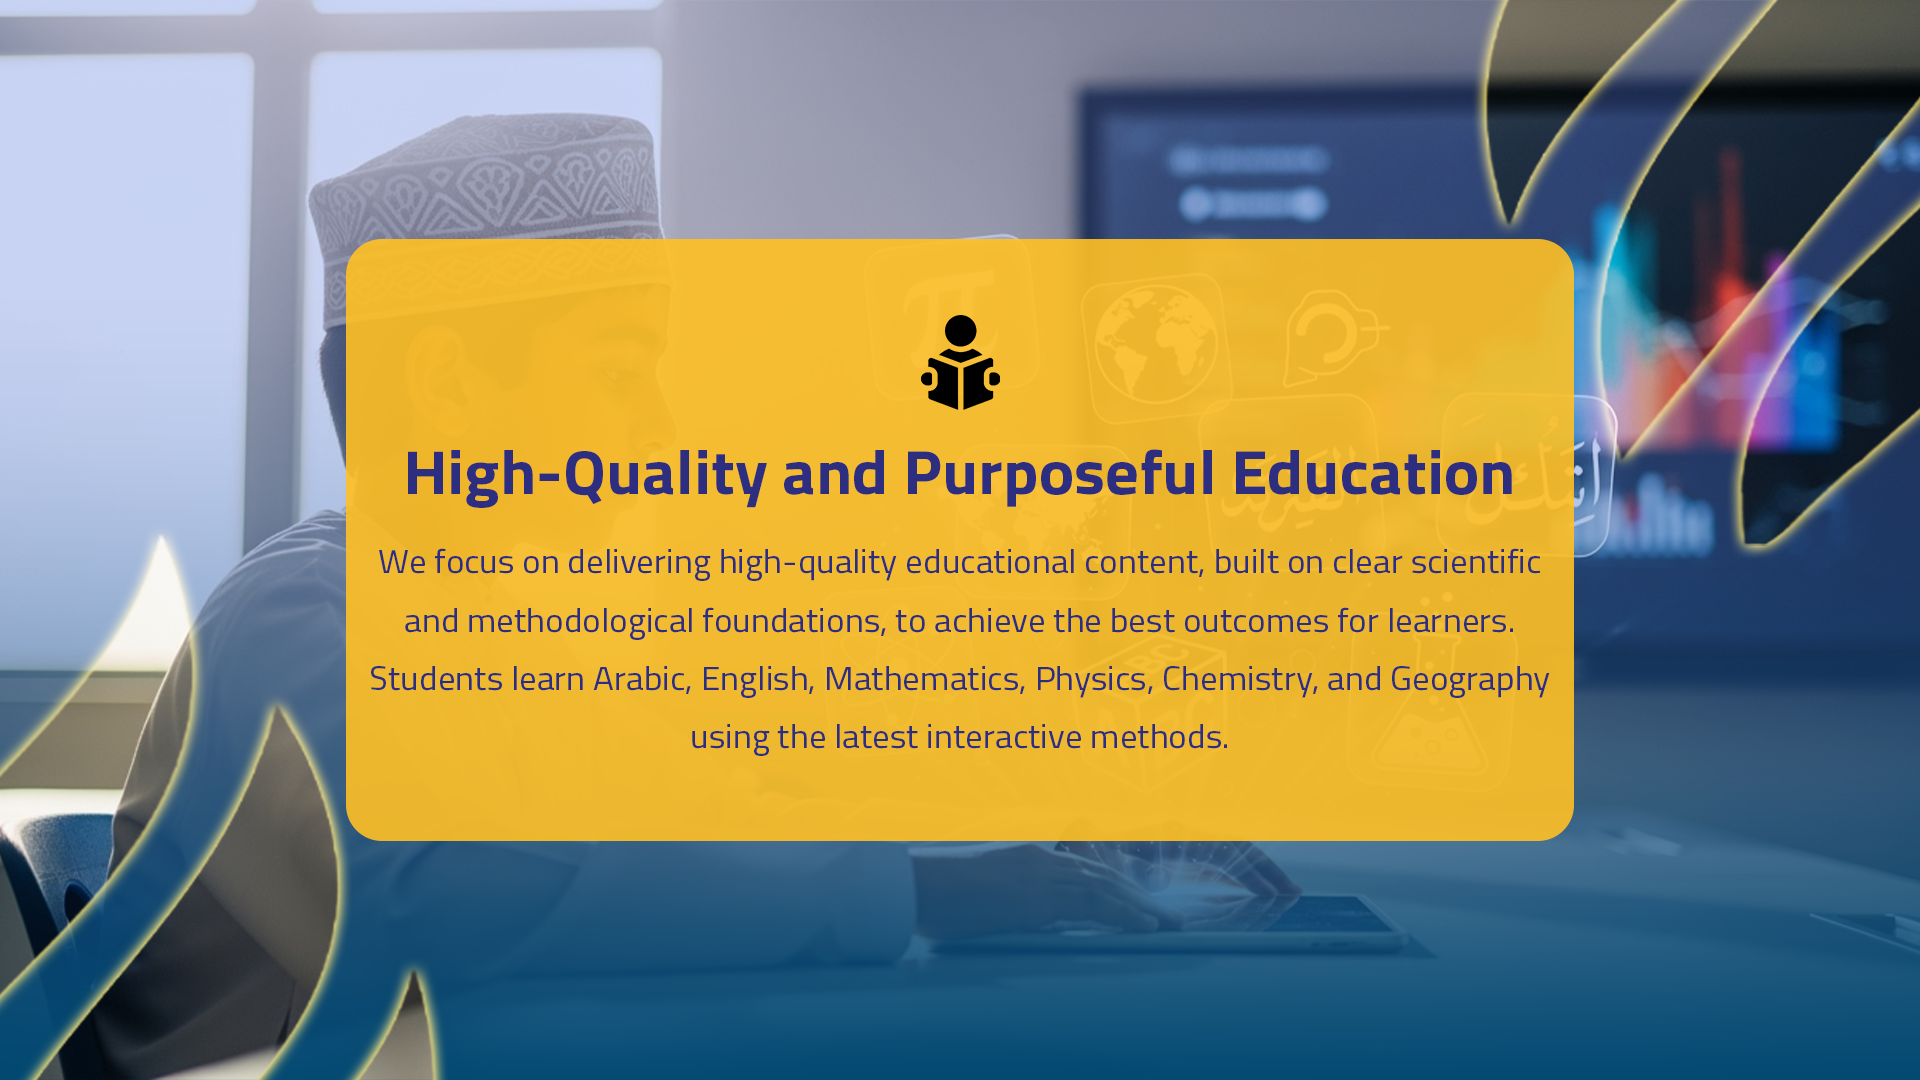 High-Quality and Purposeful Education
We focus on delivering high-quality educational content, built on clear scientific
and methodological foundations, to achieve the best outcomes for learners.
Students learn Arabic, English, Mathematics, Physics, Chemistry, and Geography
using the latest interactive methods.